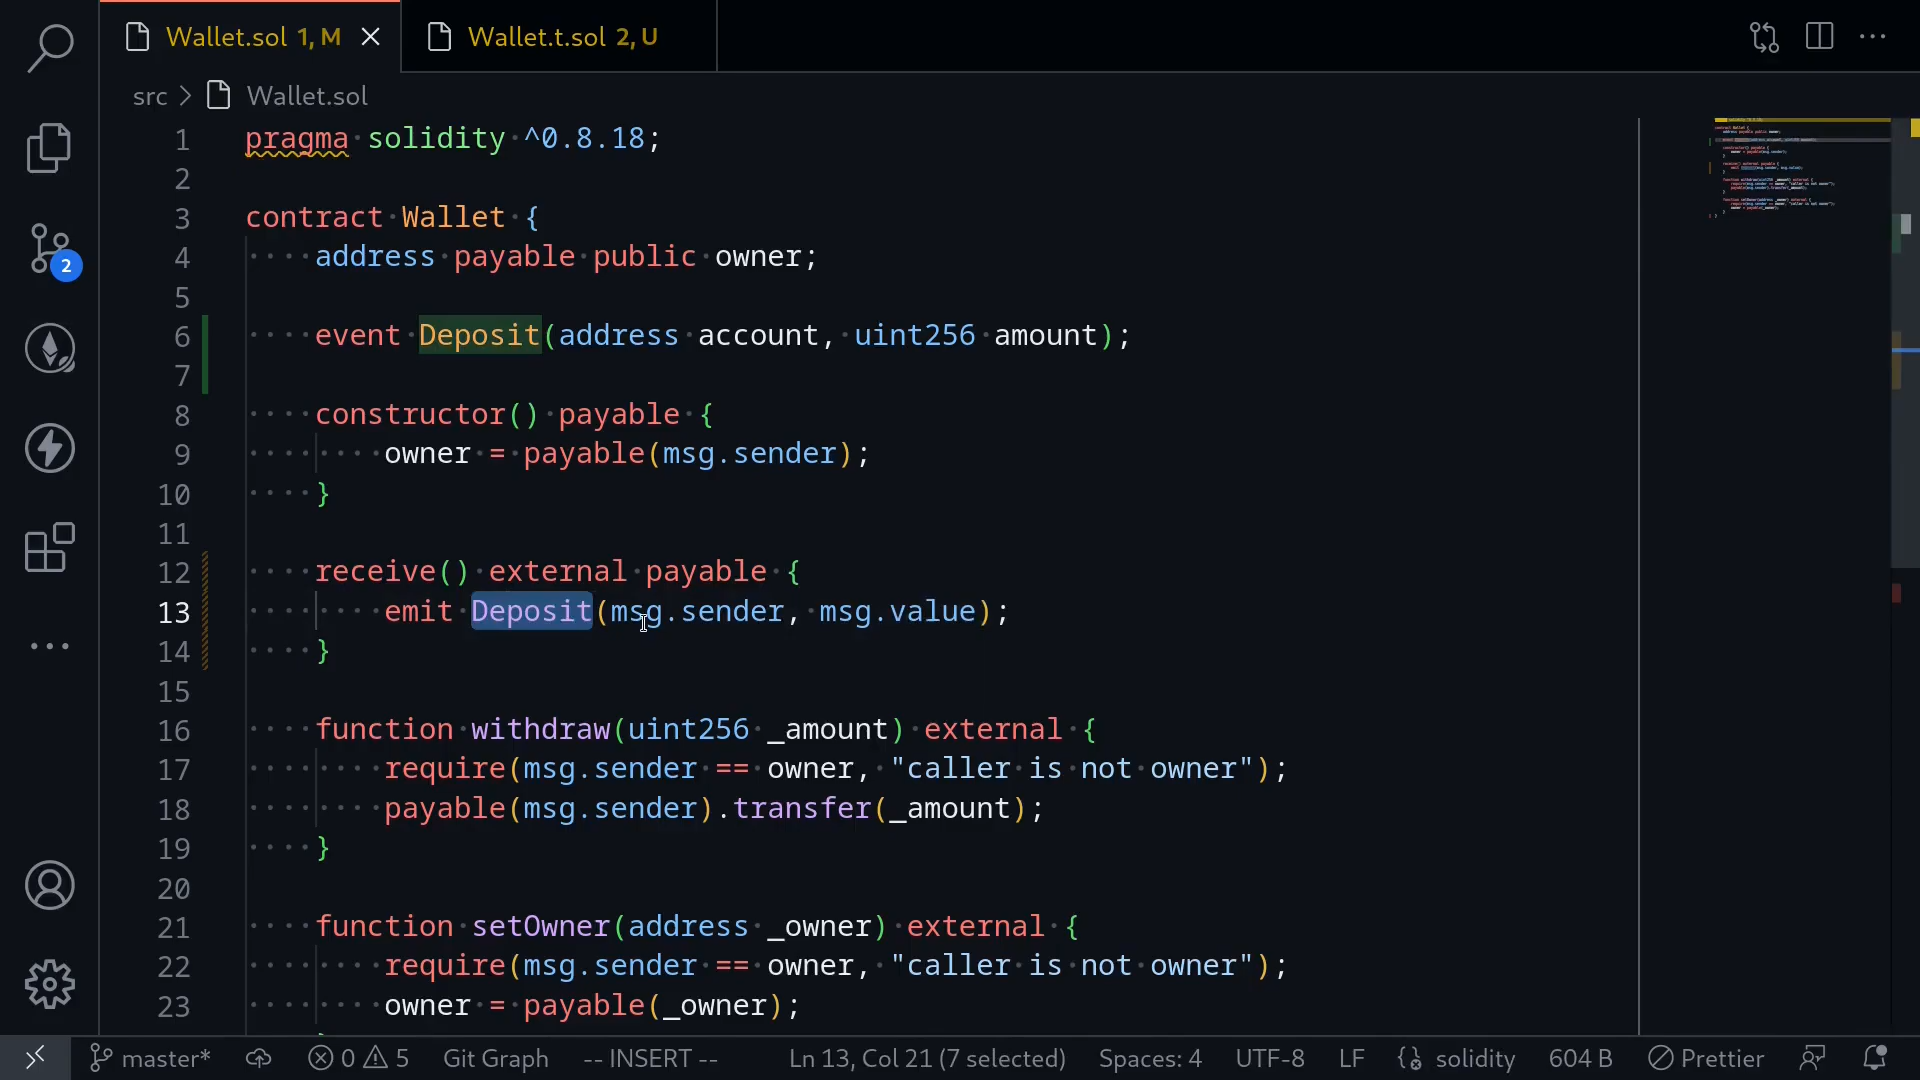 Wallet.sol 1, M
Wallet.t.sol 2, U
src > Wallet.sol
1 pragma solidity ^0.8.18;
2
3 contract Wallet {
4 address payable public owner;
5
6 event Deposit(address account, uint256 amount);
7
8 constructor() payable {
9 owner = payable(msg.sender);
10 }
11
12 receive() external payable {
13 emit Deposit(msg.sender, msg.value);
14 }
15
16 function withdraw(uint256 _amount) external {
17 require(msg.sender == owner, "caller is not owner");
18 payable(msg.sender).transfer(_amount);
19 }
20
21 function setOwner(address _owner) external {
22 require(msg.sender == owner, "caller is not owner");
23 owner = payable(_owner);
2
master* 0 5 Git Graph -- INSERT -- Ln 13, Col 21 (7 selected) Spaces: 4 UTF-8 LF solidity 604 B Prettier